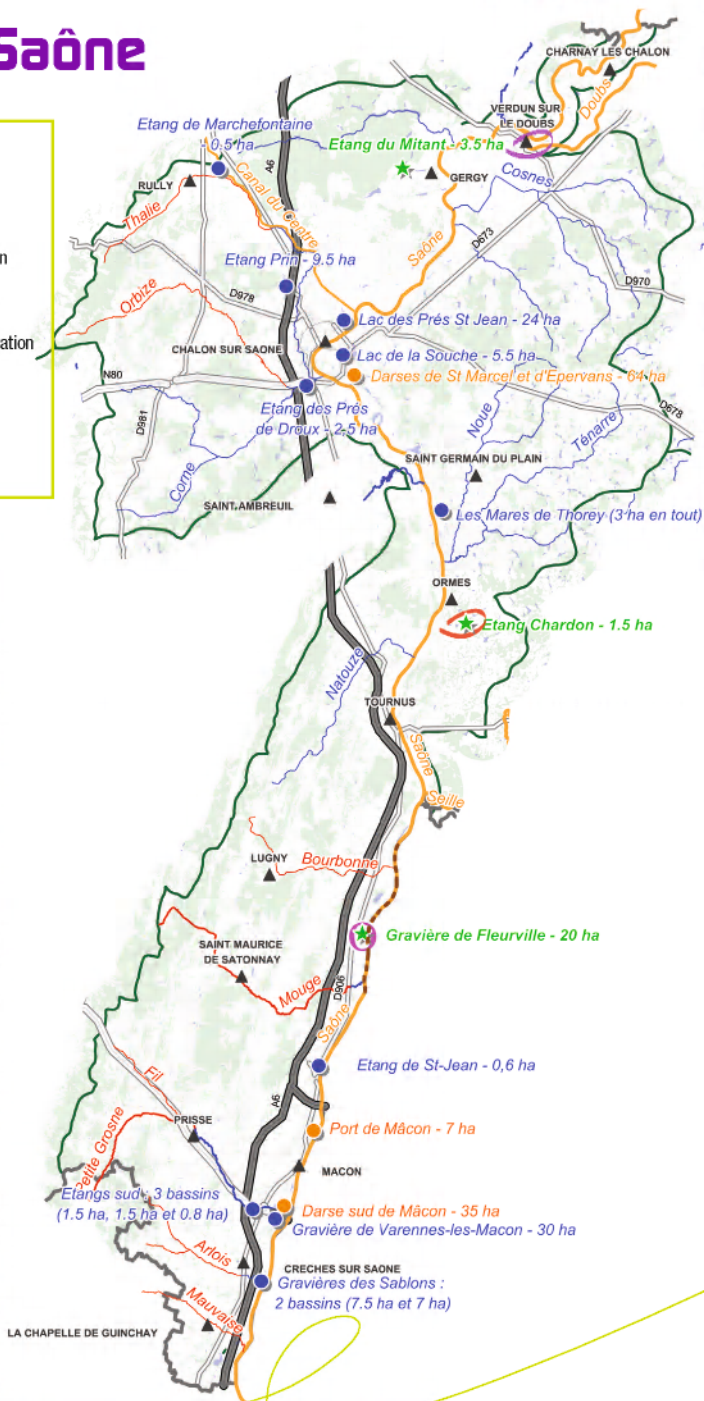 Saône
n
ation
CHARNAY LES CHALON
Doubs
VERDUN SUR
LE DOUBS
Etang de Marchefontaine
- 0.5 ha
Etang du Mitant - 3.5 ha
A6
GERGY
Cosnes
RULLY
Canal du Centre
Thalie
Saône
D673
Etang Prin - 9.5 ha
D970
Orbize
D978
Lac des Prés St Jean - 24 ha
CHALON SUR SAONE
Lac de la Souche - 5.5 ha
Darses de St Marcel et d'Epervans - 64 ha
N80
D981
Etang des Prés
de Droux - 2.5 ha
Noue
D678
Ténarre
Corne
SAINT GERMAIN DU PLAIN
SAINT AMBREUIL
Les Mares de Thorey (3 ha en tout)
ORMES
Etang Chardon - 1.5 ha
Natouze
TOURNUS
Saône
Seille
LUGNY
Bourbonne
Gravière de Fleurville - 20 ha
SAINT MAURICE
DE SATONNAY
Mouge
D906
Saône
Etang de St-Jean - 0,6 ha
Fil
A6
PRISSE
Port de Mâcon - 7 ha
Petite Grosne
MACON
Etangs sud : 3 bassins
(1.5 ha, 1.5 ha et 0.8 ha)
Darse sud de Mâcon - 35 ha
Gravière de Varennes-les-Macon - 30 ha
Arlois
CRECHES SUR SAONE
Gravières des Sablons :
2 bassins (7.5 ha et 7 ha)
Mauvaise
LA CHAPELLE DE GUINCHAY